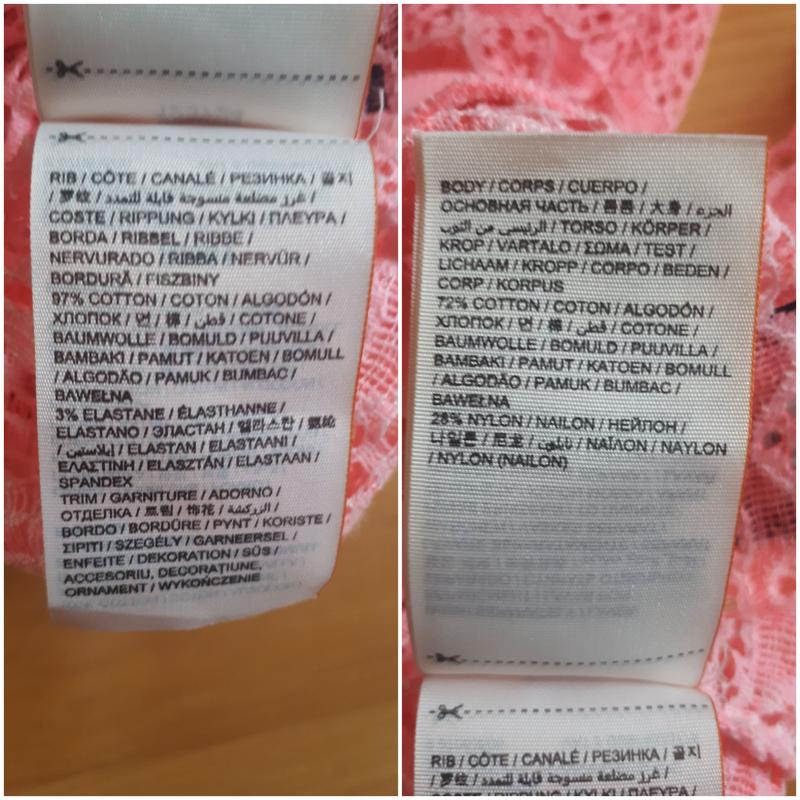 RIB / CÔTE / CANALÉ / РЕЗИНКА / 골지
/ 罗纹 / غرز مضلعة منسوجة قابلة للتمدد /
COSTE / RIPPUNG / KYLKI / ΠΛΕΥΡΑ /
BORDA / RIBBEL / RIBBE /
NERVURADO / RIBBA / NERVÜR /
BORDURĂ / FISZBINY
97% COTTON / COTON / ALGODÓN /
ХЛОПОК / 면 / 棉 / قطن / COTONE /
BAUMWOLLE / BOMULD / PUUVILLA /
BAMBAKI / PAMUT / KATOEN / BOMULL
/ ALGODÃO / PAMUK / BUMBAC /
BAWEŁNA
3% ELASTANE / ÉLASTHANNE /
ELASTANO / ЭЛАСТАН / 엘라스탄 / 氨纶
/ إيلاستين / ELASTAN / ELASTAANI /
ΕΛΑΣΤΙΝΗ / ELASZTÁN / ELASTAAN /
SPANDEX
TRIM / GARNITURE / ADORNO /
ОТДЕЛКА / 트림 / 饰花 / الزركشة /
BORDO / BORDÜRE / PYNT / KORISTE /
ΣΙΡΙΤΙ / SZEGÉLY / GARNEERSEL /
ENFEITE / DEKORATION / SÜS /
ACCESORIU, DECORAȚIUNE,
ORNAMENT / WYKOŃCZENIE
BODY / CORPS / CUERPO /
ОСНОВНАЯ ЧАСТЬ / 몸통 / 大身 / الجزء
الرئيسي من الثوب / TORSO / KÖRPER /
KROP / VARTALO / ΣΩΜΑ / TEST /
LICHAAM / KROPP / CORPO / BEDEN /
CORP / KORPUS
72% COTTON / COTON / ALGODÓN /
ХЛОПОК / 면 / 棉 / قطن / COTONE /
BAUMWOLLE / BOMULD / PUUVILLA /
BAMBAKI / PAMUT / KATOEN / BOMULL
/ ALGODÃO / PAMUK / BUMBAC /
BAWEŁNA
28% NYLON / NAILON / НЕЙЛОН /
나일론 / 尼龙 / نايلون / ΝΑΪΛΟΝ / NAYLON
/ NYLON (NAILON)
RIB / CÔTE / CANALÉ / РЕЗИНКА / 골지
/ 罗纹 / غرز مضلعة منسوجة قابلة للتمدد /
COSTE / RIPPUNG / KYLKI / ΠΛΕΥΡΑ /